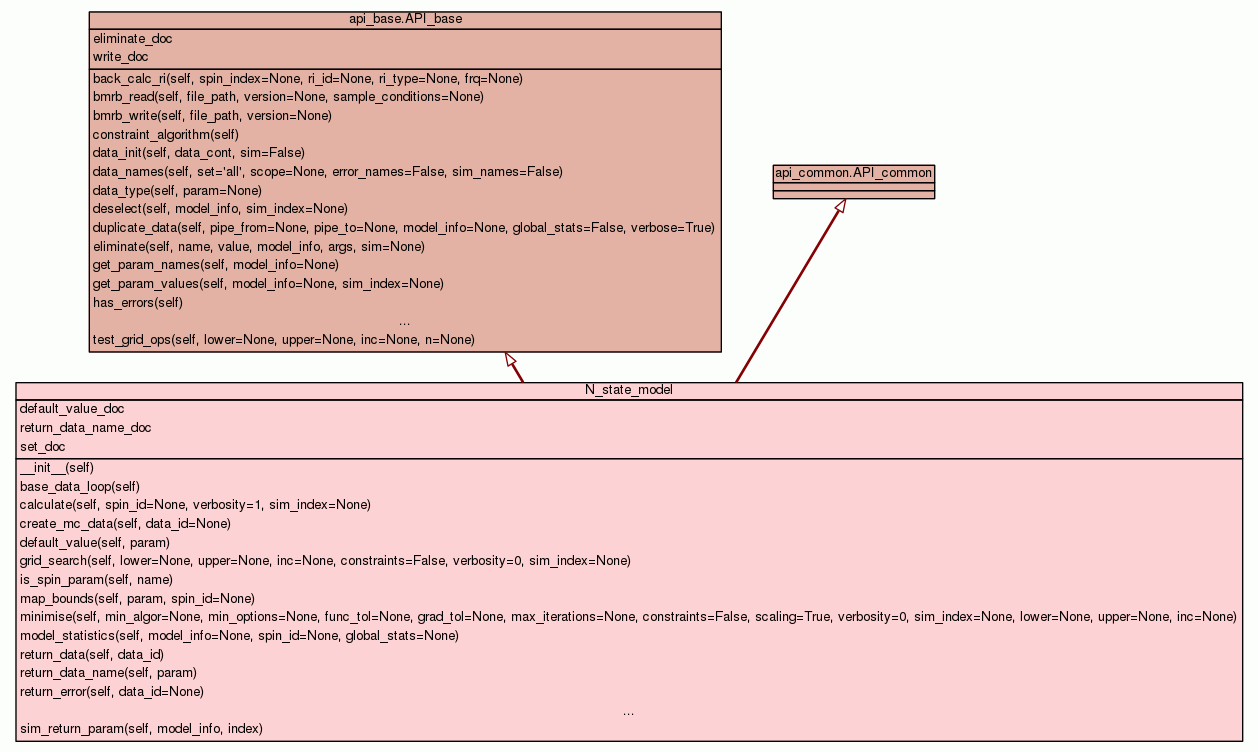 api_base.API_base
eliminate_doc
write_doc
back_calc_ri(self, spin_index=None, ri_id=None, ri_type=None, frq=None)
bmrb_read(self, file_path, version=None, sample_conditions=None)
bmrb_write(self, file_path, version=None)
constraint_algorithm(self)
data_init(self, data_cont, sim=False)
data_names(self, set='all', scope=None, error_names=False, sim_names=False)
data_type(self, param=None)
deselect(self, model_info, sim_index=None)
duplicate_data(self, pipe_from=None, pipe_to=None, model_info=None, global_stats=False, verbose=True)
eliminate(self, name, value, model_info, args, sim=None)
get_param_names(self, model_info=None)
get_param_values(self, model_info=None, sim_index=None)
has_errors(self)
...
test_grid_ops(self, lower=None, upper=None, inc=None, n=None)
api_common.API_common
N_state_model
default_value_doc
return_data_name_doc
set_doc
__init__(self)
base_data_loop(self)
calculate(self, spin_id=None, verbosity=1, sim_index=None)
create_mc_data(self, data_id=None)
default_value(self, param)
grid_search(self, lower=None, upper=None, inc=None, constraints=False, verbosity=0, sim_index=None)
is_spin_param(self, name)
map_bounds(self, param, spin_id=None)
minimise(self, min_algor=None, min_options=None, func_tol=None, grad_tol=None, max_iterations=None, constraints=False, scaling=True, verbosity=0, sim_index=None, lower=None, upper=None, inc=None)
model_statistics(self, model_info=None, spin_id=None, global_stats=None)
return_data(self, data_id)
return_data_name(self, param)
return_error(self, data_id=None)
...
sim_return_param(self, model_info, index)